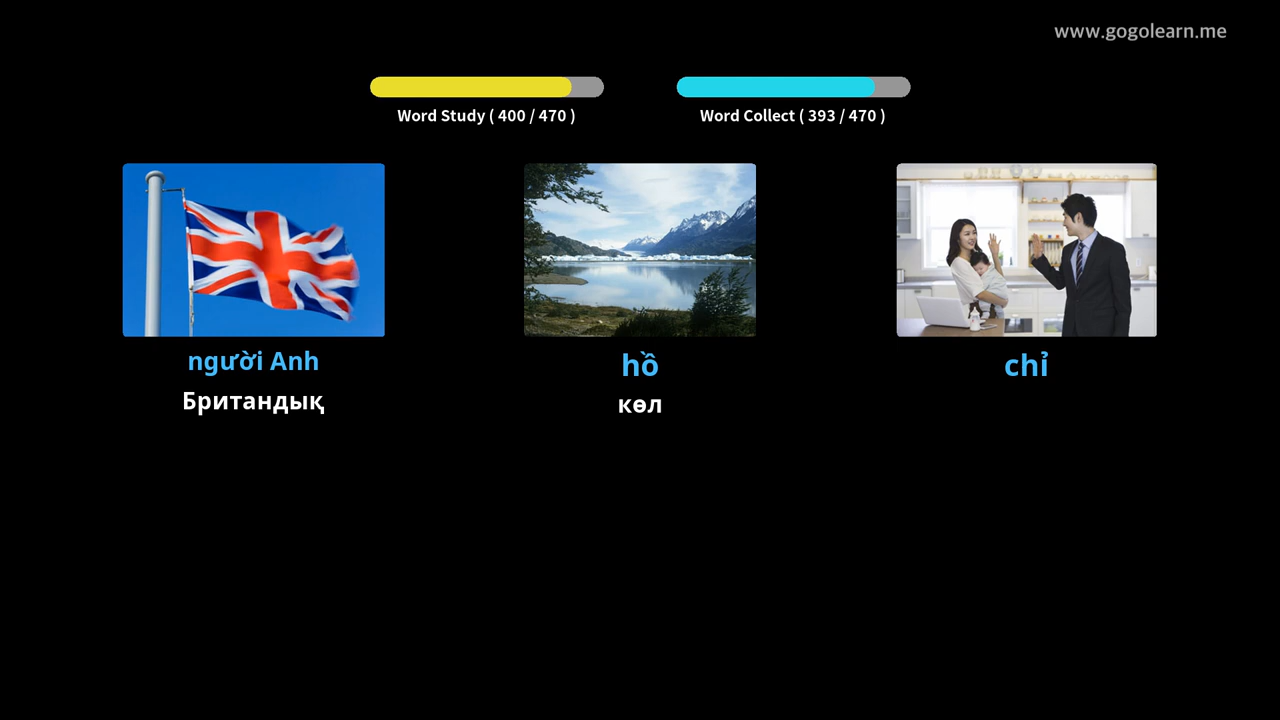 www.gogolearn.me
Word Study ( 400 / 470 )
Word Collect ( 393 / 470 )
người Anh
Британдық
hồ
көл
chỉ